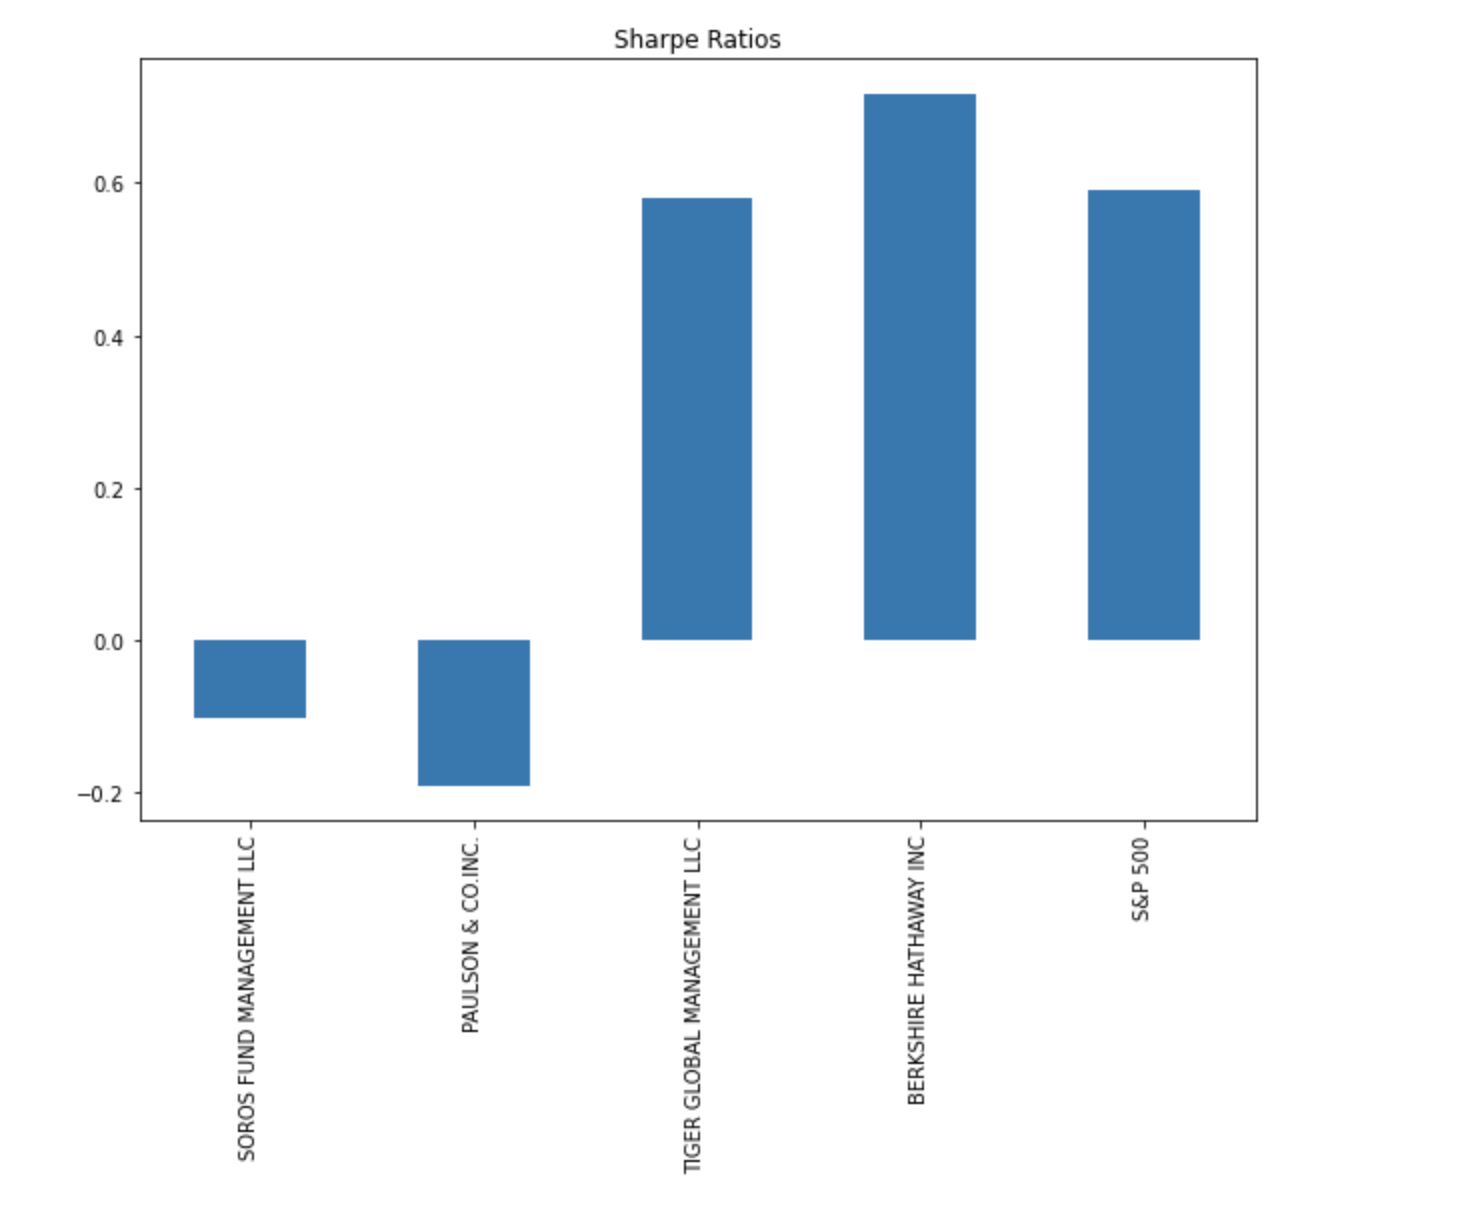 Sharpe Ratios
0.6
0.4
0.2
0.0
−0.2
SOROS FUND MANAGEMENT LLC
PAULSON & CO.INC.
TIGER GLOBAL MANAGEMENT LLC
BERKSHIRE HATHAWAY INC
S&P 500